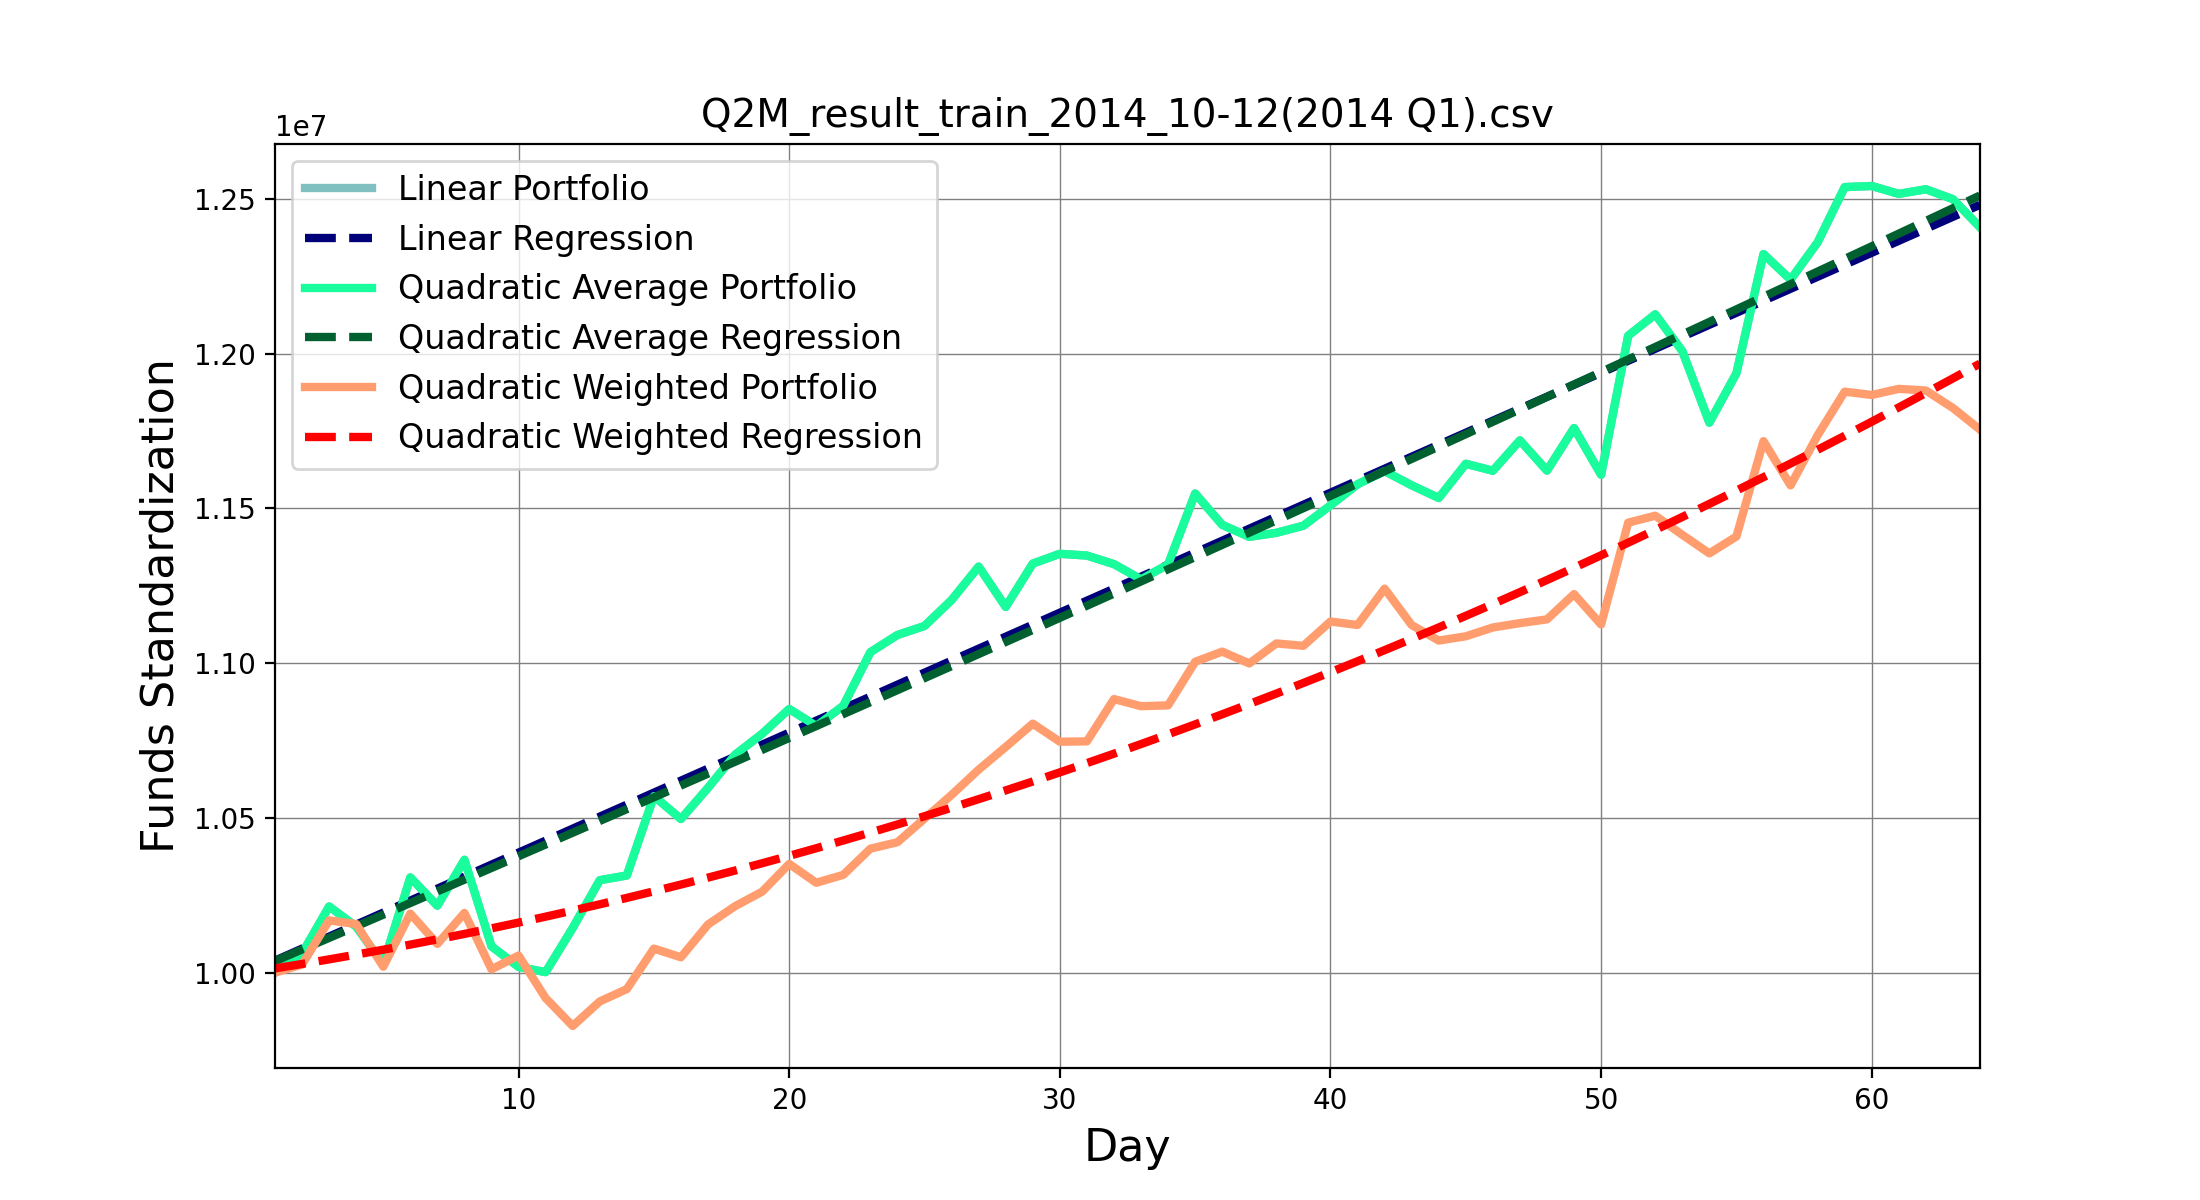 Q2M_result_train_2014_10-12(2014 Q1).csv
1e7
Linear Portfolio
Linear Regression
Quadratic Average Portfolio
Quadratic Average Regression
Quadratic Weighted Portfolio
Quadratic Weighted Regression
Funds Standardization
1.25
1.20
1.15
1.10
1.05
1.00
10 20 30 40 50 60
Day